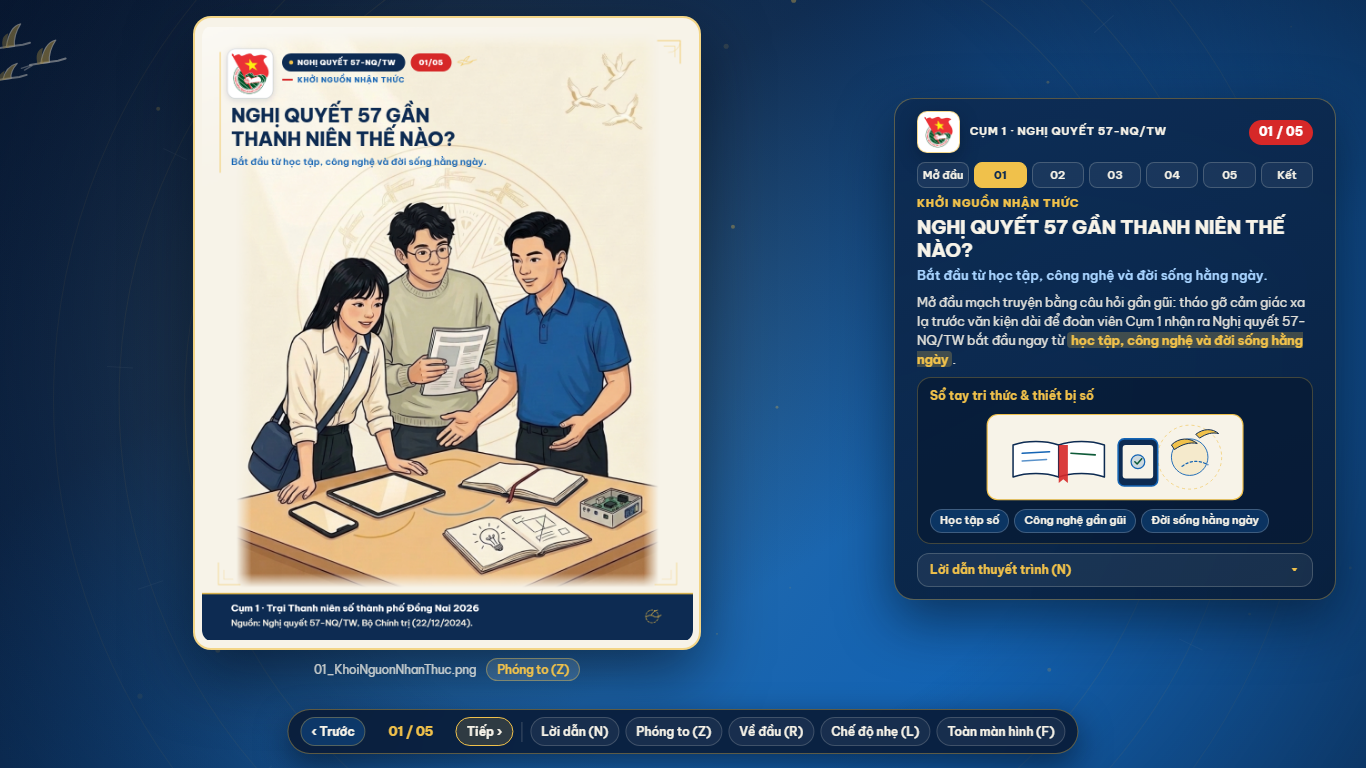 NGHỊ QUYẾT 57-NQ/TW
01/05
KHỞI NGUỒN NHẬN THỨC
NGHỊ QUYẾT 57 GẦN
THANH NIÊN THẾ NÀO?
Bắt đầu từ học tập, công nghệ và đời sống hằng ngày.
Cụm 1 · Trại Thanh niên số thành phố Đồng Nai 2026
Nguồn: Nghị quyết 57-NQ/TW, Bộ Chính trị (22/12/2024).
01_KhoiNguonNhanThuc.png
Phóng to (Z)
CỤM 1 · NGHỊ QUYẾT 57-NQ/TW
01 / 05
Mở đầu
01
02
03
04
05
Kết
KHỞI NGUỒN NHẬN THỨC
NGHỊ QUYẾT 57 GẦN THANH NIÊN THẾ
NÀO?
Bắt đầu từ học tập, công nghệ và đời sống hằng ngày.
Mở đầu mạch truyện bằng câu hỏi gần gũi: tháo gỡ cảm giác xa
lạ trước văn kiện dài để đoàn viên Cụm 1 nhận ra Nghị quyết 57-
NQ/TW bắt đầu ngay từ học tập, công nghệ và đời sống hằng
ngày.
Sổ tay tri thức & thiết bị số
Học tập số
Công nghệ gần gũi
Đời sống hằng ngày
Lời dẫn thuyết trình (N)
‹ Trước
01 / 05
Tiếp ›
Lời dẫn (N)
Phóng to (Z)
Về đầu (R)
Chế độ nhẹ (L)
Toàn màn hình (F)